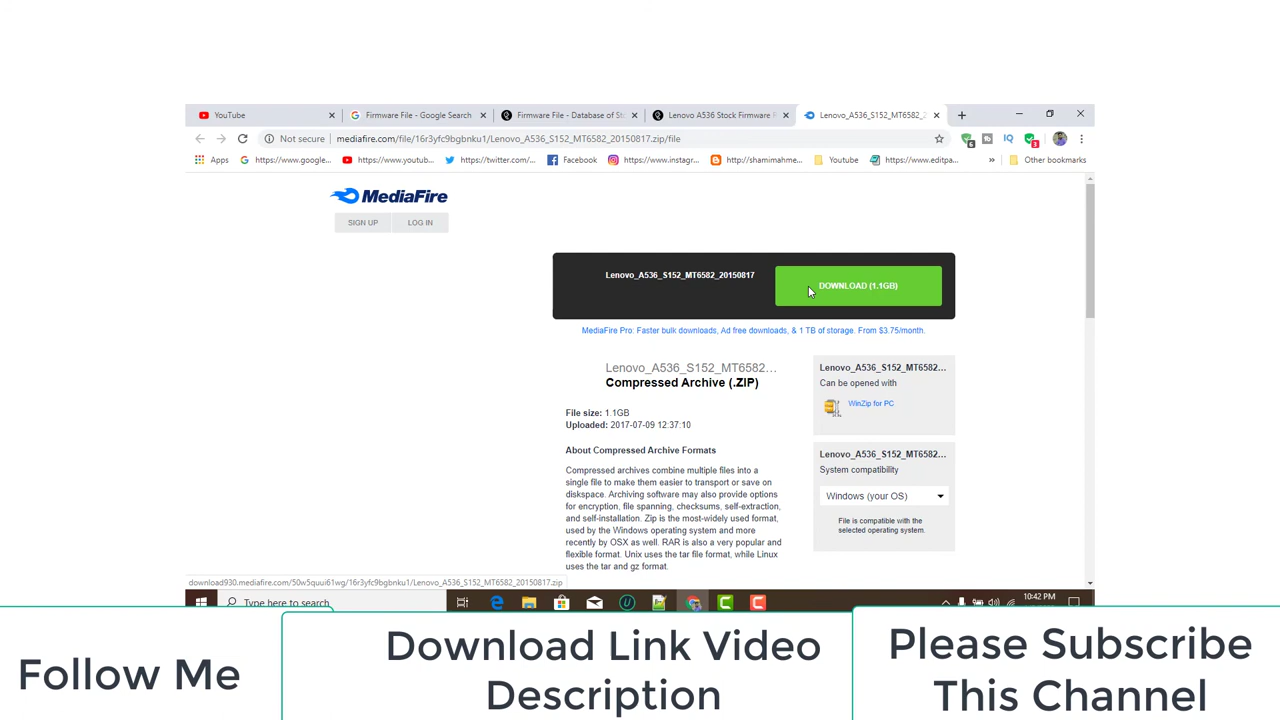 YouTube
Firmware File - Google Search
Firmware File - Database of St
Lenovo A536 Stock Firmware
Lenovo_A536_S152_MT6582_2
Not secure
mediafire.com/file/16r3yfc9bgbnku1/Lenovo_A536_S152_MT6582_20150817.zip/file
6
IQ
3
Apps
https://www.google...
https://www.youtub...
https://twitter.com/...
Facebook
https://www.instagr...
http://shamimahme...
Youtube
https://www.editpa...
»
Other bookmarks
MediaFire
SIGN UP
LOG IN
Lenovo_A536_S152_MT6582_20150817
DOWNLOAD (1.1GB)
MediaFire Pro: Faster bulk downloads, Ad free downloads, & 1 TB of storage. From $3.75/month.
Lenovo_A536_S152_MT6582...
Compressed Archive (.ZIP)
File size: 1.1GB
Uploaded: 2017-07-09 12:37:10
About Compressed Archive Formats
Compressed archives combine multiple files into a
single file to make them easier to transport or save on
diskspace. Archiving software may also provide options
for encryption, file spanning, checksums, self-extraction,
and self-installation. Zip is the most-widely used format,
used by the Windows operating system and more
recently by OSX as well. RAR is also a very popular and
flexible format. Unix uses the tar file format, while Linux
uses the tar and gz format.
Lenovo_A536_S152_MT6582...
Can be opened with
WinZip for PC
Lenovo_A536_S152_MT6582...
System compatibility
Windows (your OS)
File is compatible with the
selected operating system.
download930.mediafire.com/50w5quui61wg/16r3yfc9bgbnku1/Lenovo_A536_S152_MT6582_20150817.zip
Type here to search
10:42 PM
Follow Me
Download Link Video
Description
Please Subscribe
This Channel